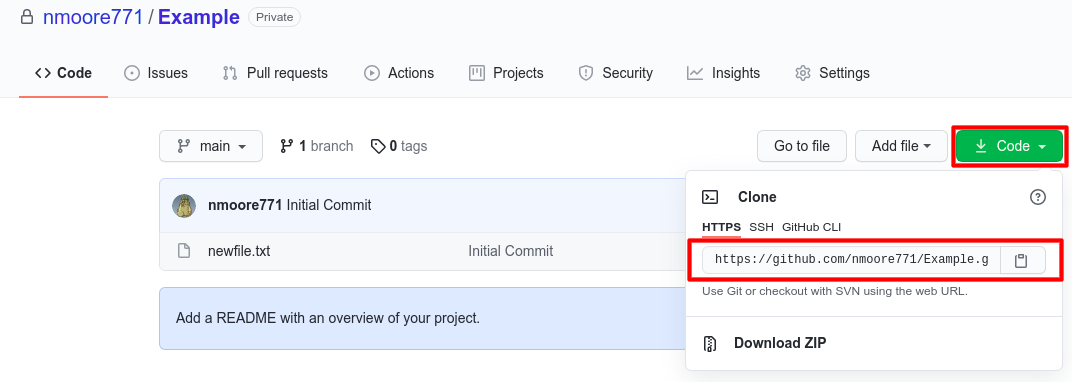 nmoore771 / Example Private
Code Issues Pull requests Actions Projects Security Insights Settings
main 1 branch 0 tags Go to file Add file Code
nmoore771 Initial Commit
newfile.txt Initial Commit
Add a README with an overview of your project.
Clone
HTTPS SSH GitHub CLI
https://github.com/nmoore771/Example.g
Use Git or checkout with SVN using the web URL.
Download ZIP